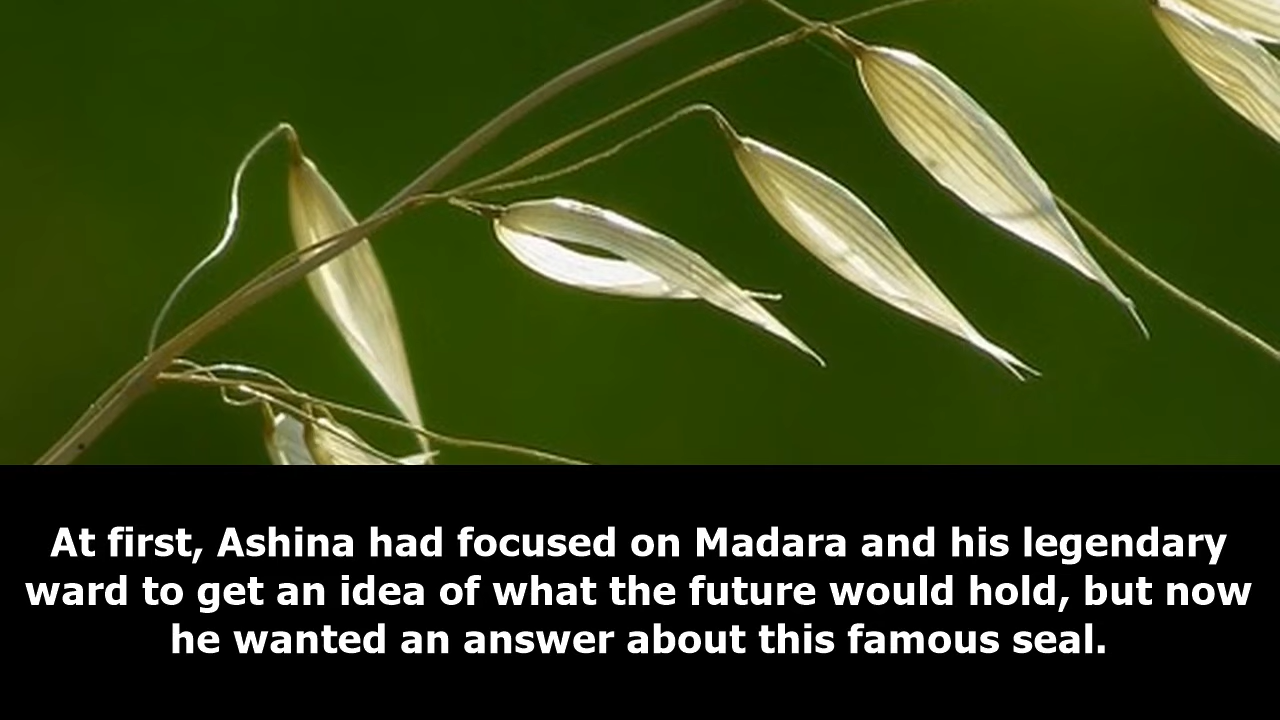 At first, Ashina had focused on Madara and his legendary
ward to get an idea of what the future would hold, but now
he wanted an answer about this famous seal.